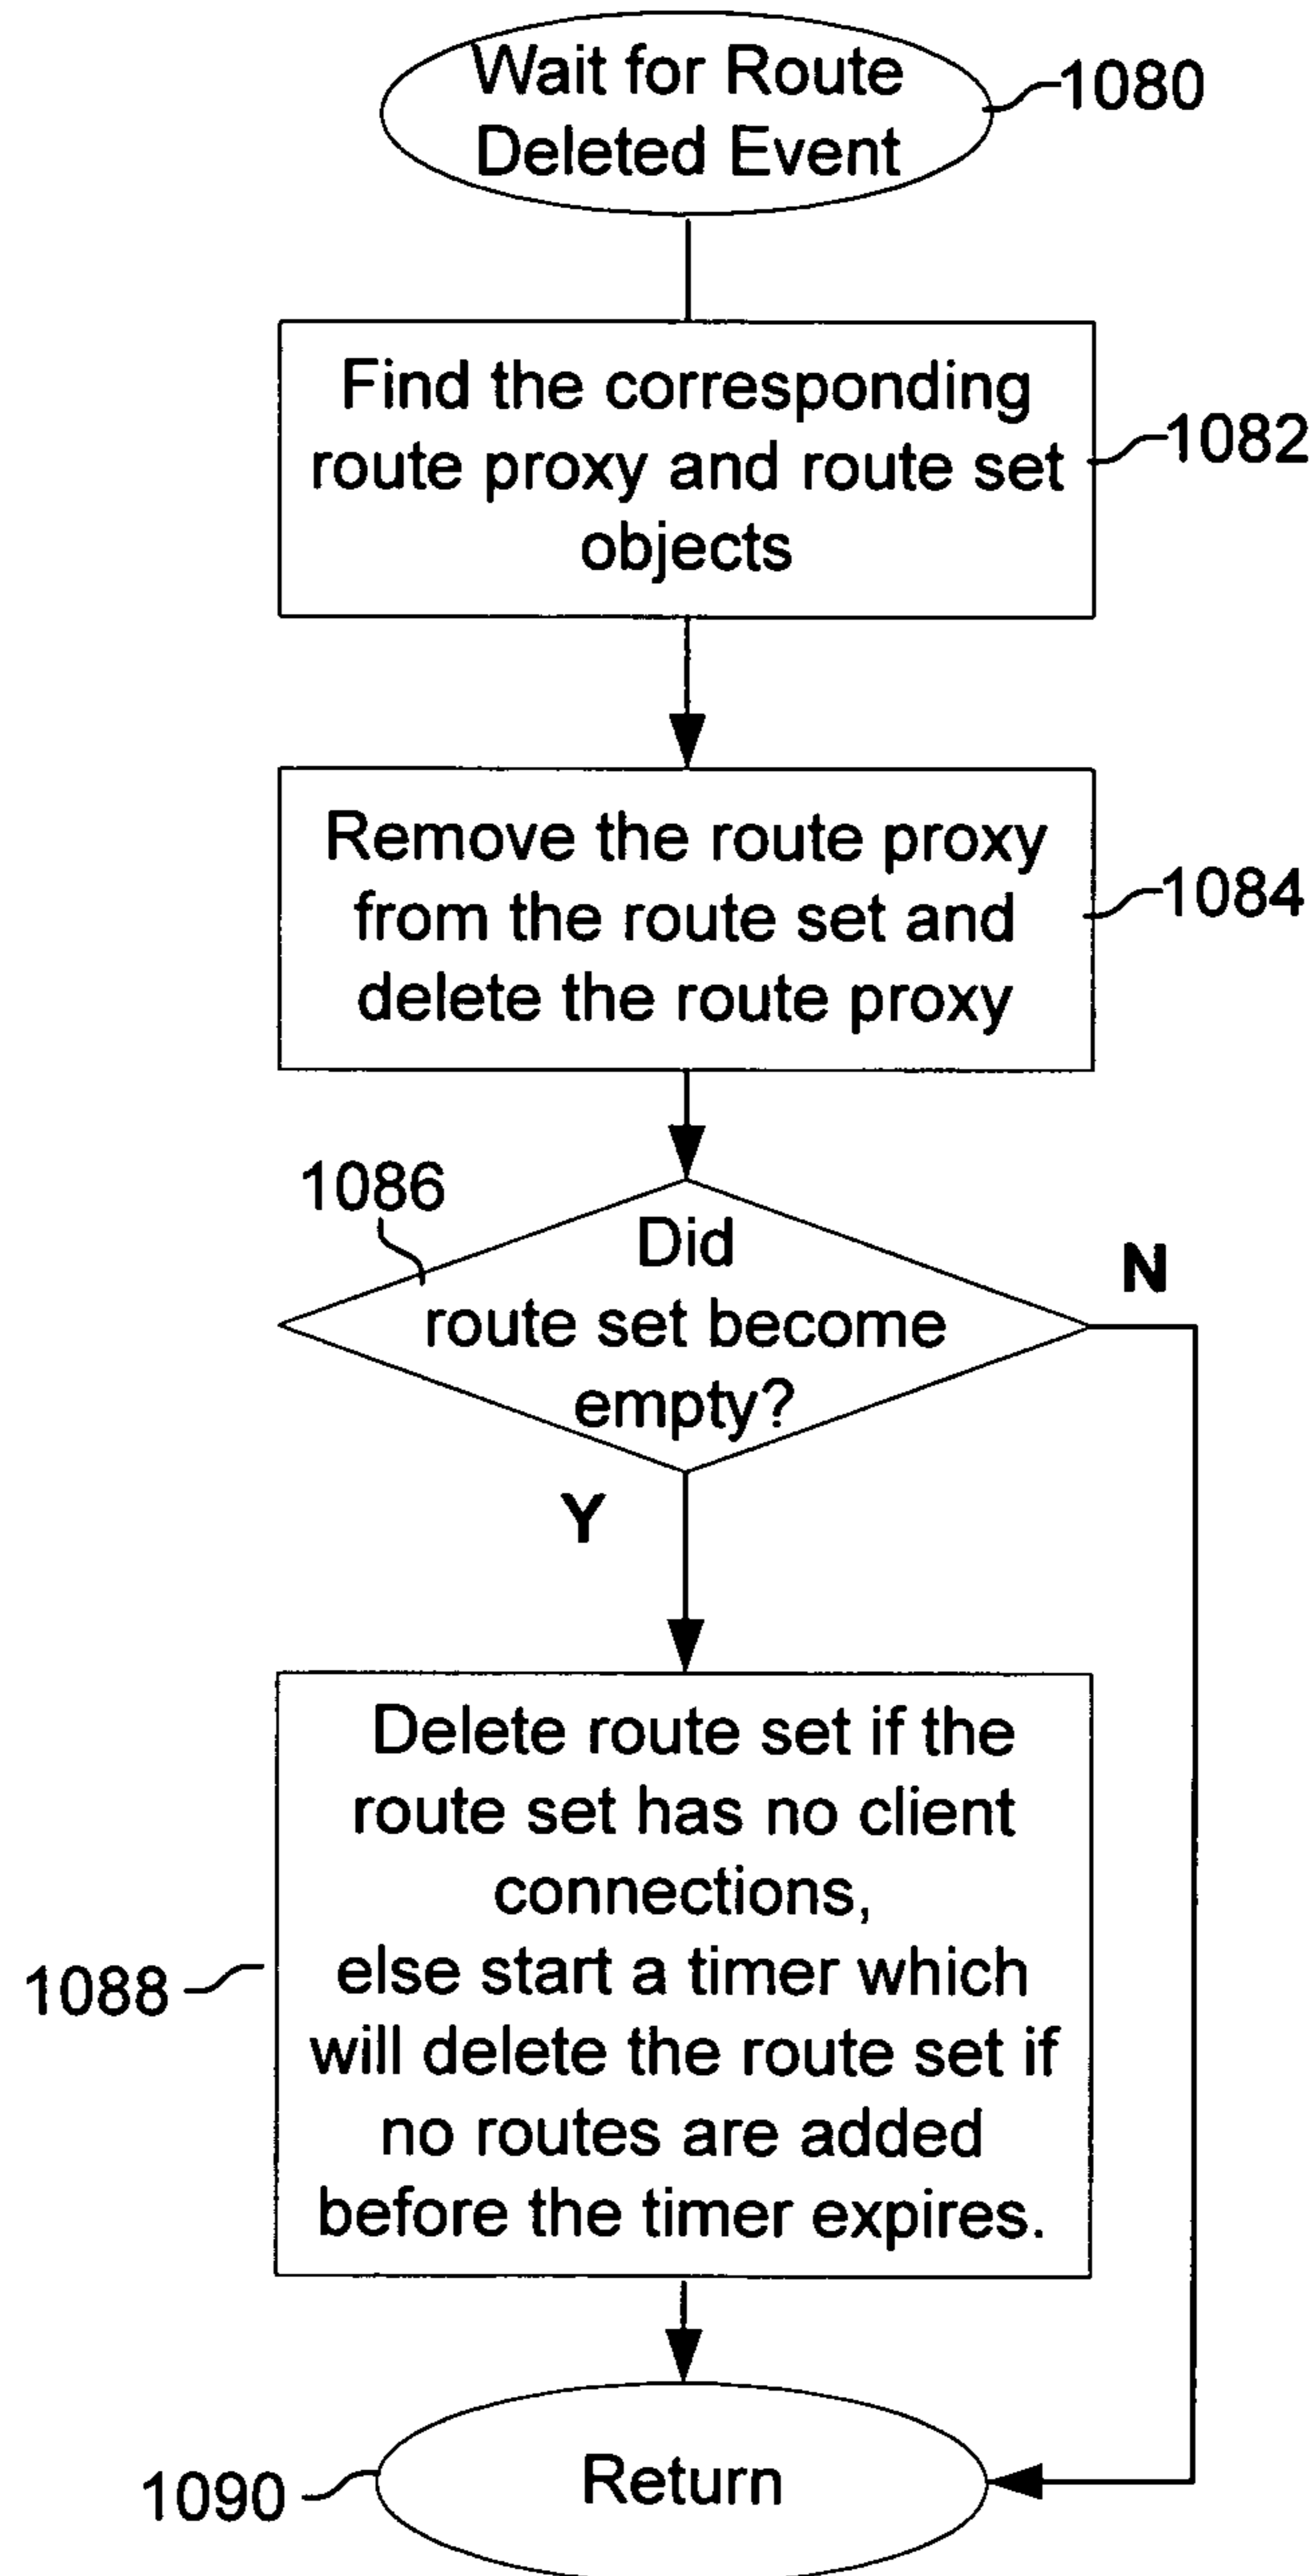 Wait for Route
Deleted Event
1080
Find the corresponding
route proxy and route set
objects
1082
Remove the route proxy
from the route set and
delete the route proxy
1084
1086
Did
route set become
empty?
N
Y
Delete route set if the
route set has no client
connections,
else start a timer which
will delete the route set if
no routes are added
before the timer expires.
1088
Return
1090